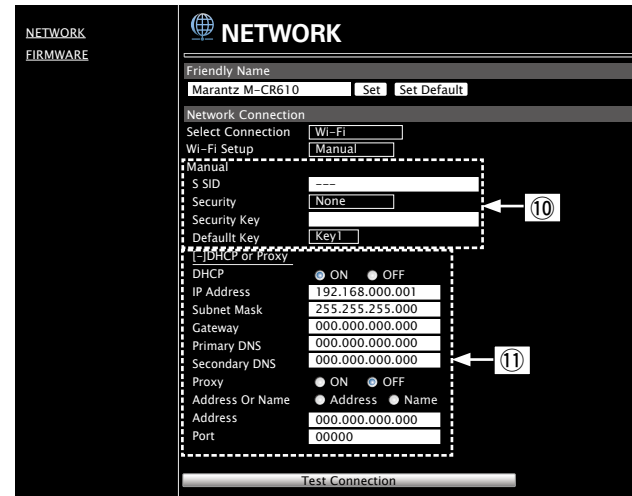 NETWORK
FIRMWARE
NETWORK
Friendly Name
Marantz M-CR610 Set Set Default
Network Connection
Select Connection Wi-Fi
Wi-Fi Setup Manual
Manual
S SID ---
Security None
Security Key
Defaullt Key Key1
[-]DHCP or Proxy
DHCP ON OFF
IP Address 192.168.000.001
Subnet Mask 255.255.255.000
Gateway 000.000.000.000
Primary DNS 000.000.000.000
Secondary DNS 000.000.000.000
Proxy ON OFF
Address Or Name Address Name
Address 000.000.000.000
Port 00000
Test Connection
⑩
⑪